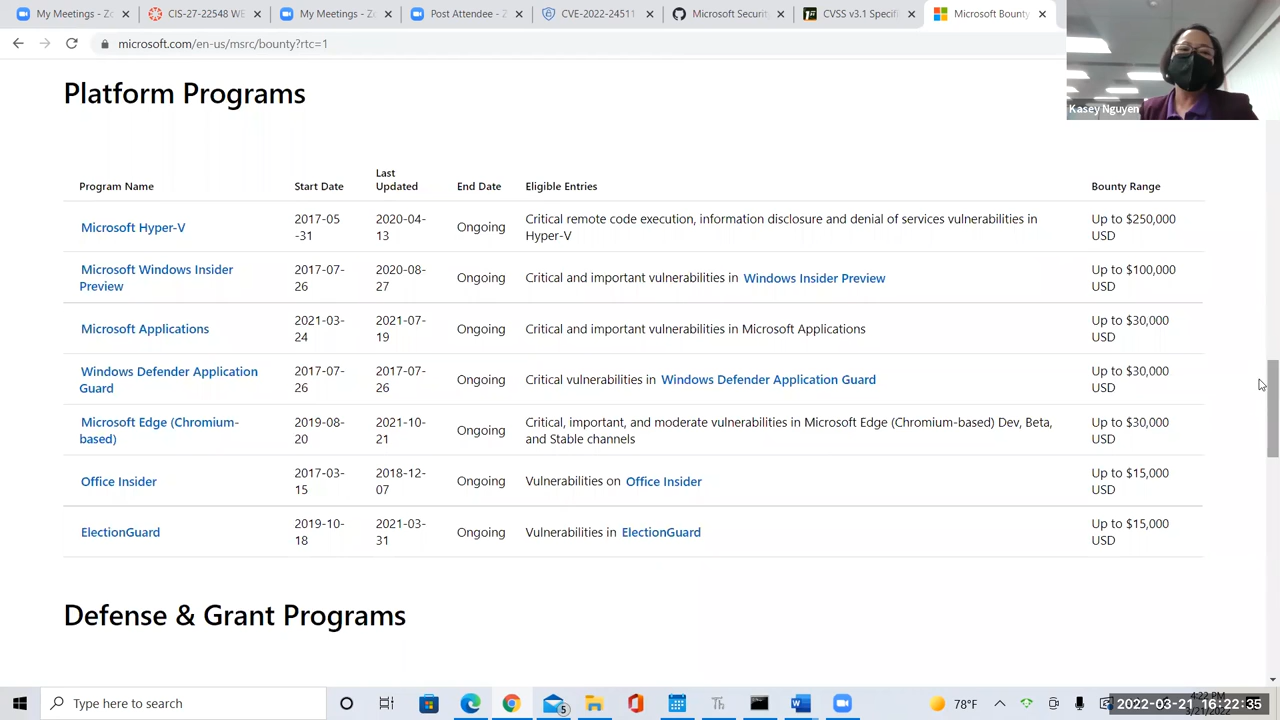 My Meetings - Zo
CIS-27-22548 WE
My Meetings - Zo
Post Attendee - Z
CVE-2022-24511
Microsoft Securit
CVSS v3.1 Specifi
Microsoft Bounty
microsoft.com/en-us/msrc/bounty?rtc=1
Kasey Nguyen
Platform Programs
Program Name Start Date Last Updated End Date Eligible Entries Bounty Range
Microsoft Hyper-V 2017-05-31 2020-04-13 Ongoing Critical remote code execution, information disclosure and denial of services vulnerabilities in Hyper-V Up to $250,000 USD
Microsoft Windows Insider Preview 2017-07-26 2020-08-27 Ongoing Critical and important vulnerabilities in Windows Insider Preview Up to $100,000 USD
Microsoft Applications 2021-03-24 2021-07-19 Ongoing Critical and important vulnerabilities in Microsoft Applications Up to $30,000 USD
Windows Defender Application Guard 2017-07-26 2017-07-26 Ongoing Critical vulnerabilities in Windows Defender Application Guard Up to $30,000 USD
Microsoft Edge (Chromium-based) 2019-08-20 2021-10-21 Ongoing Critical, important, and moderate vulnerabilities in Microsoft Edge (Chromium-based) Dev, Beta, and Stable channels Up to $30,000 USD
Office Insider 2017-03-15 2018-12-07 Ongoing Vulnerabilities on Office Insider Up to $15,000 USD
ElectionGuard 2019-10-18 2021-03-31 Ongoing Vulnerabilities in ElectionGuard Up to $15,000 USD
Defense & Grant Programs
Type here to search
5
78°F
4:22 PM
2022-03-21 16:22:35
3/21/2022